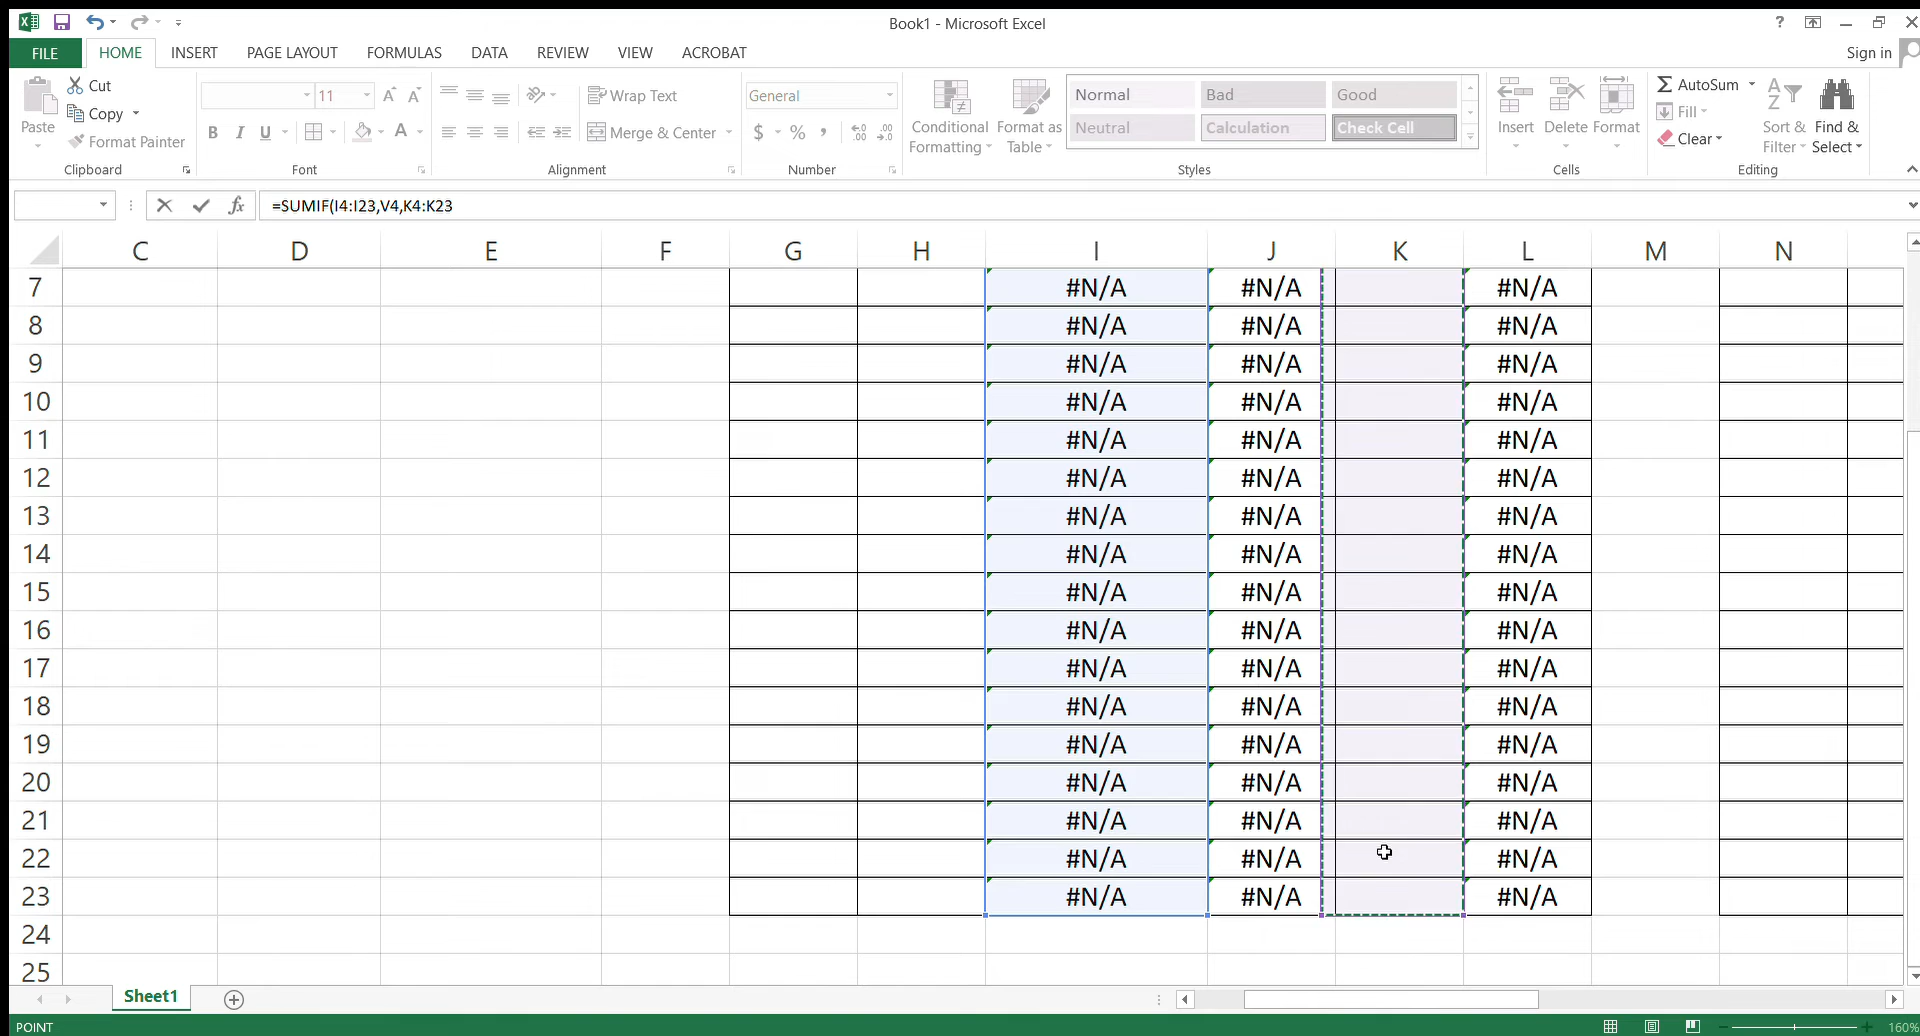 Book1 - Microsoft Excel
?
FILE HOME INSERT PAGE LAYOUT FORMULAS DATA REVIEW VIEW ACROBAT Sign in
Paste
Cut
Copy
Format Painter
Clipboard
11 A A
B I U A
Font
Wrap Text
Merge & Center
Alignment
General
$ % ,
Number
Conditional Formatting
Format as Table
Normal Bad Good
Neutral Calculation Check Cell
Styles
Insert Delete Format
Cells
AutoSum
Fill
Clear
Sort & Filter
Find & Select
Editing
fx =SUMIF(I4:I23,V4,K4:K23
C D E F G H I J K L M N
7 #N/A #N/A #N/A
8 #N/A #N/A #N/A
9 #N/A #N/A #N/A
10 #N/A #N/A #N/A
11 #N/A #N/A #N/A
12 #N/A #N/A #N/A
13 #N/A #N/A #N/A
14 #N/A #N/A #N/A
15 #N/A #N/A #N/A
16 #N/A #N/A #N/A
17 #N/A #N/A #N/A
18 #N/A #N/A #N/A
19 #N/A #N/A #N/A
20 #N/A #N/A #N/A
21 #N/A #N/A #N/A
22 #N/A #N/A #N/A
23 #N/A #N/A #N/A
24
25
Sheet1
POINT 160%